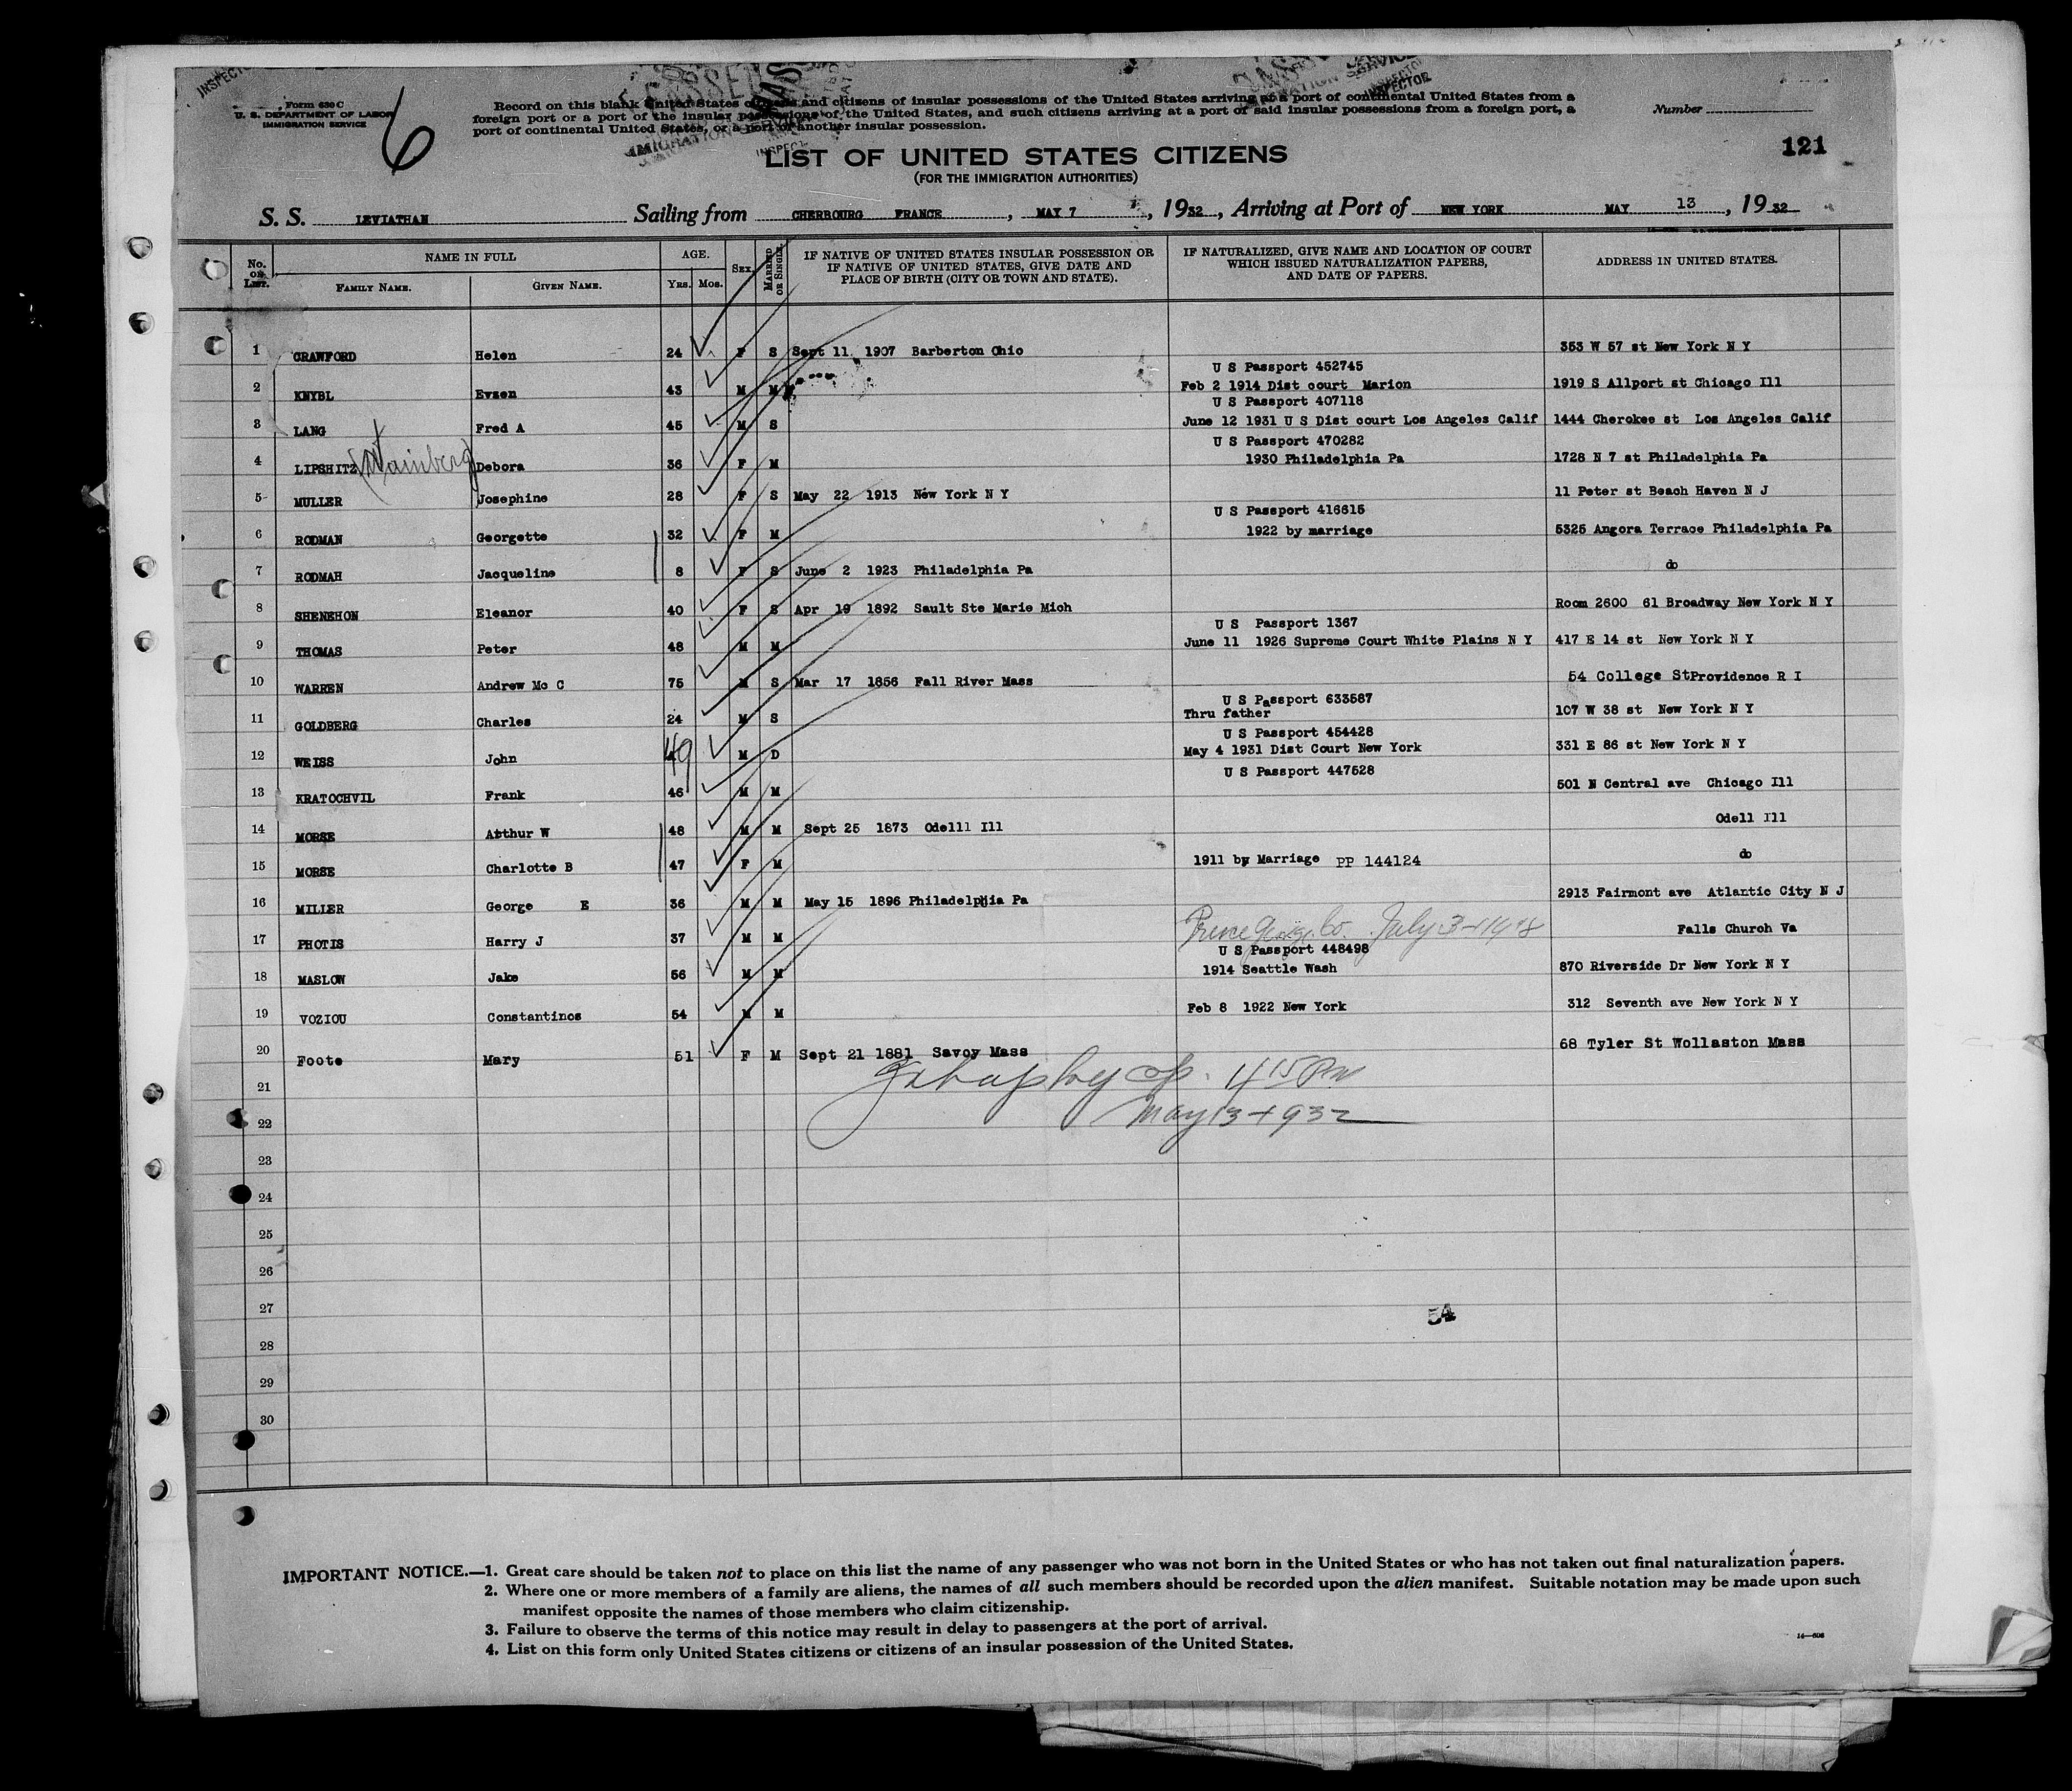 INSPECTOR
PASSED
IMMIGRATION SERVICE
INSPECTOR
Form 630 C
U. S. DEPARTMENT OF LABOR
IMMIGRATION SERVICE
6
Record on this blank United States citizens and citizens of insular possessions of the United States arriving at a port of continental United States from a
foreign port or a port of the insular possessions of the United States, and such citizens arriving at a port of said insular possessions from a foreign port, a
port of continental United States, or a port of another insular possession.
Number
121
LIST OF UNITED STATES CITIZENS
(FOR THE IMMIGRATION AUTHORITIES)
S. S. LEVIATHAN Sailing from CHERBOURG FRANCE, MAY 7, 1932, Arriving at Port of NEW YORK MAY 13, 1932
No. on List. NAME IN FULL FAMILY NAME. GIVEN NAME. AGE. YRS. MOS. SEX. MARRIED OR SINGLE. IF NATIVE OF UNITED STATES INSULAR POSSESSION OR IF NATIVE OF UNITED STATES, GIVE DATE AND PLACE OF BIRTH (CITY OR TOWN AND STATE). IF NATURALIZED, GIVE NAME AND LOCATION OF COURT WHICH ISSUED NATURALIZATION PAPERS, AND DATE OF PAPERS. ADDRESS IN UNITED STATES.
1 CRAWFORD Helen 24 F S Sept 11 1907 Barberton Ohio 353 W 57 st New York N Y
U S Passport 452745
2 KNYBL Evzen 43 M M Feb 2 1914 Dist court Marion 1919 S Allport st Chicago Ill
U S Passport 407118
3 LANG Fred A 45 M S June 12 1931 U S Dist court Los Angeles Calif 1444 Cherokee st Los Angeles Calif
U S Passport 470282
4 LIPSHITZ Debora 36 F M 1930 Philadelphia Pa 1728 N 7 st Philadelphia Pa
5 MULLER Josephine 28 F S May 22 1913 New York N Y 11 Peter st Beach Haven N J
U S Passport 416615
6 RODMAN Georgette 32 F M 1922 by marriage 5325 Angora Terrace Philadelphia Pa
7 RODMAH Jacqueline 8 F S June 2 1923 Philadelphia Pa do
8 SHENEHON Eleanor 40 F S Apr 19 1892 Sault Ste Marie Mich Room 2600 61 Broadway New York N Y
U S Passport 1367
9 THOMAS Peter 48 M M June 11 1926 Supreme Court White Plains N Y 417 E 14 st New York N Y
10 WARREN Andrew Mc C 75 M S Mar 17 1856 Fall River Mass 54 College St Providence R I
U S Passport 633587
11 GOLDBERG Charles 24 M S Thru father 107 W 38 st New York N Y
U S Passport 454428
12 WEISS John 49 M D May 4 1931 Dist Court New York 331 E 86 st New York N Y
U S Passport 447528
13 KRATOCHVIL Frank 46 M M 501 N Central ave Chicago Ill
14 MORSE Arthur W 48 M M Sept 25 1873 Odelll Ill Odell Ill
15 MORSE Charlotte B 47 F M 1911 by Marriage PP 144124 do
16 MILLER George E 36 M M May 15 1896 Philadelphia Pa 2913 Fairmont ave Atlantic City N J
17 PHOTIS Harry J 37 M M Prince George Co. July 3-1918 Falls Church Va
U S Passport 448498
18 MASLOW Jake 56 M M 1914 Seattle Wash 870 Riverside Dr New York N Y
19 VOZIOU Constantinos 54 M M Feb 8 1922 New York 312 Seventh ave New York N Y
20 Foote Mary 51 F M Sept 21 1881 Savoy Mass 68 Tyler St Wollaston Mass
21 4 15 PM
22 May 13-1932
23
24
25
26
27
54
28
29
30
IMPORTANT NOTICE.—1. Great care should be taken not to place on this list the name of any passenger who was not born in the United States or who has not taken out final naturalization papers.
2. Where one or more members of a family are aliens, the names of all such members should be recorded upon the alien manifest. Suitable notation may be made upon such
manifest opposite the names of those members who claim citizenship.
3. Failure to observe the terms of this notice may result in delay to passengers at the port of arrival.
4. List on this form only United States citizens or citizens of an insular possession of the United States.
14—608